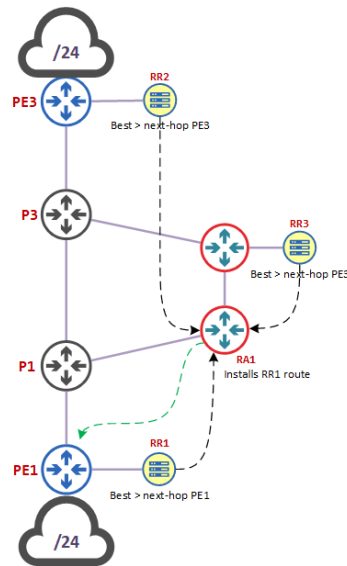 /24
PE3
RR2
Best > next-hop PE3
P3
RR3
Best > next-hop PE3
RA1
Installs RR1 route
P1
RR1
PE1
Best > next-hop PE1
/24